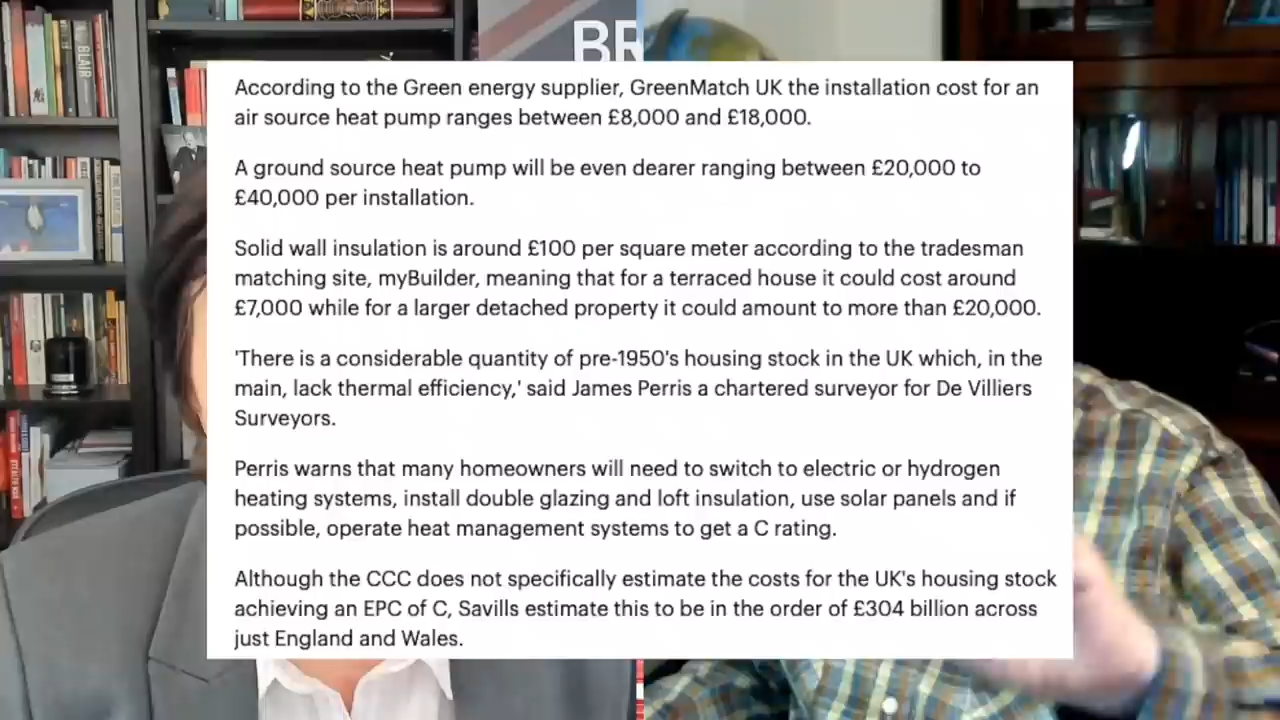 BR
BLAIR
According to the Green energy supplier, GreenMatch UK the installation cost for an
air source heat pump ranges between £8,000 and £18,000.
A ground source heat pump will be even dearer ranging between £20,000 to
£40,000 per installation.
Solid wall insulation is around £100 per square meter according to the tradesman
matching site, myBuilder, meaning that for a terraced house it could cost around
£7,000 while for a larger detached property it could amount to more than £20,000.
'There is a considerable quantity of pre-1950's housing stock in the UK which, in the
main, lack thermal efficiency,' said James Perris a chartered surveyor for De Villiers
Surveyors.
Perris warns that many homeowners will need to switch to electric or hydrogen
heating systems, install double glazing and loft insulation, use solar panels and if
possible, operate heat management systems to get a C rating.
Although the CCC does not specifically estimate the costs for the UK's housing stock
achieving an EPC of C, Savills estimate this to be in the order of £304 billion across
just England and Wales.